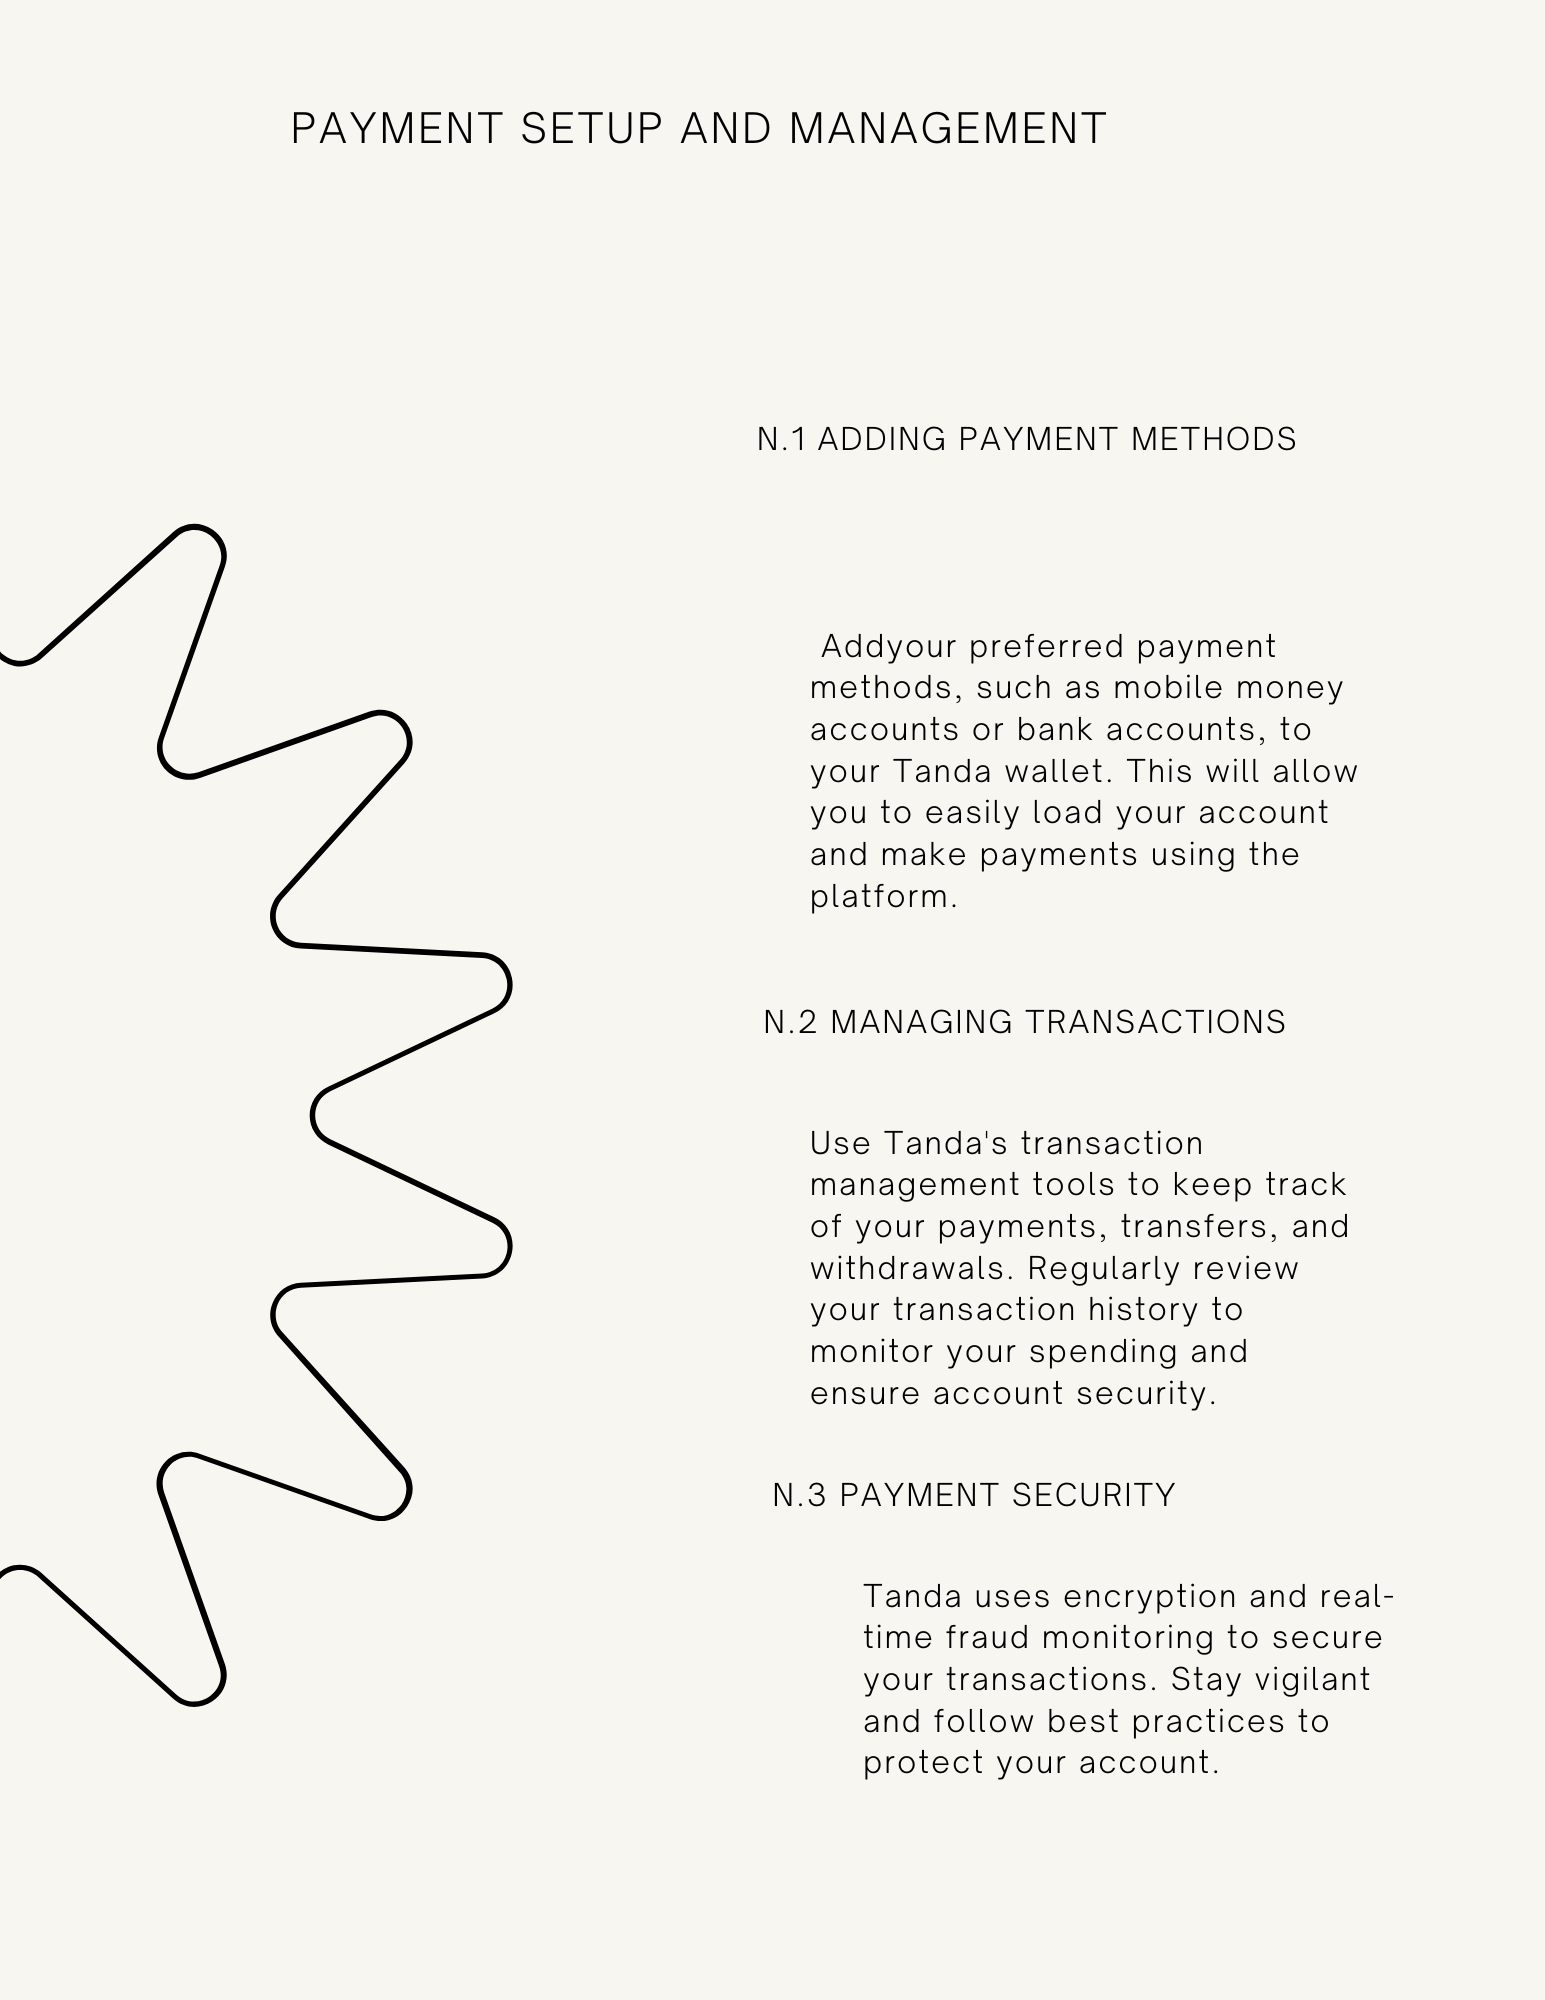 PAYMENT SETUP AND MANAGEMENT
N.1 ADDING PAYMENT METHODS
Addyour preferred payment
methods, such as mobile money
accounts or bank accounts, to
your Tanda wallet. This will allow
you to easily load your account
and make payments using the
platform.
N.2 MANAGING TRANSACTIONS
Use Tanda's transaction
management tools to keep track
of your payments, transfers, and
withdrawals. Regularly review
your transaction history to
monitor your spending and
ensure account security.
N.3 PAYMENT SECURITY
Tanda uses encryption and real-
time fraud monitoring to secure
your transactions. Stay vigilant
and follow best practices to
protect your account.